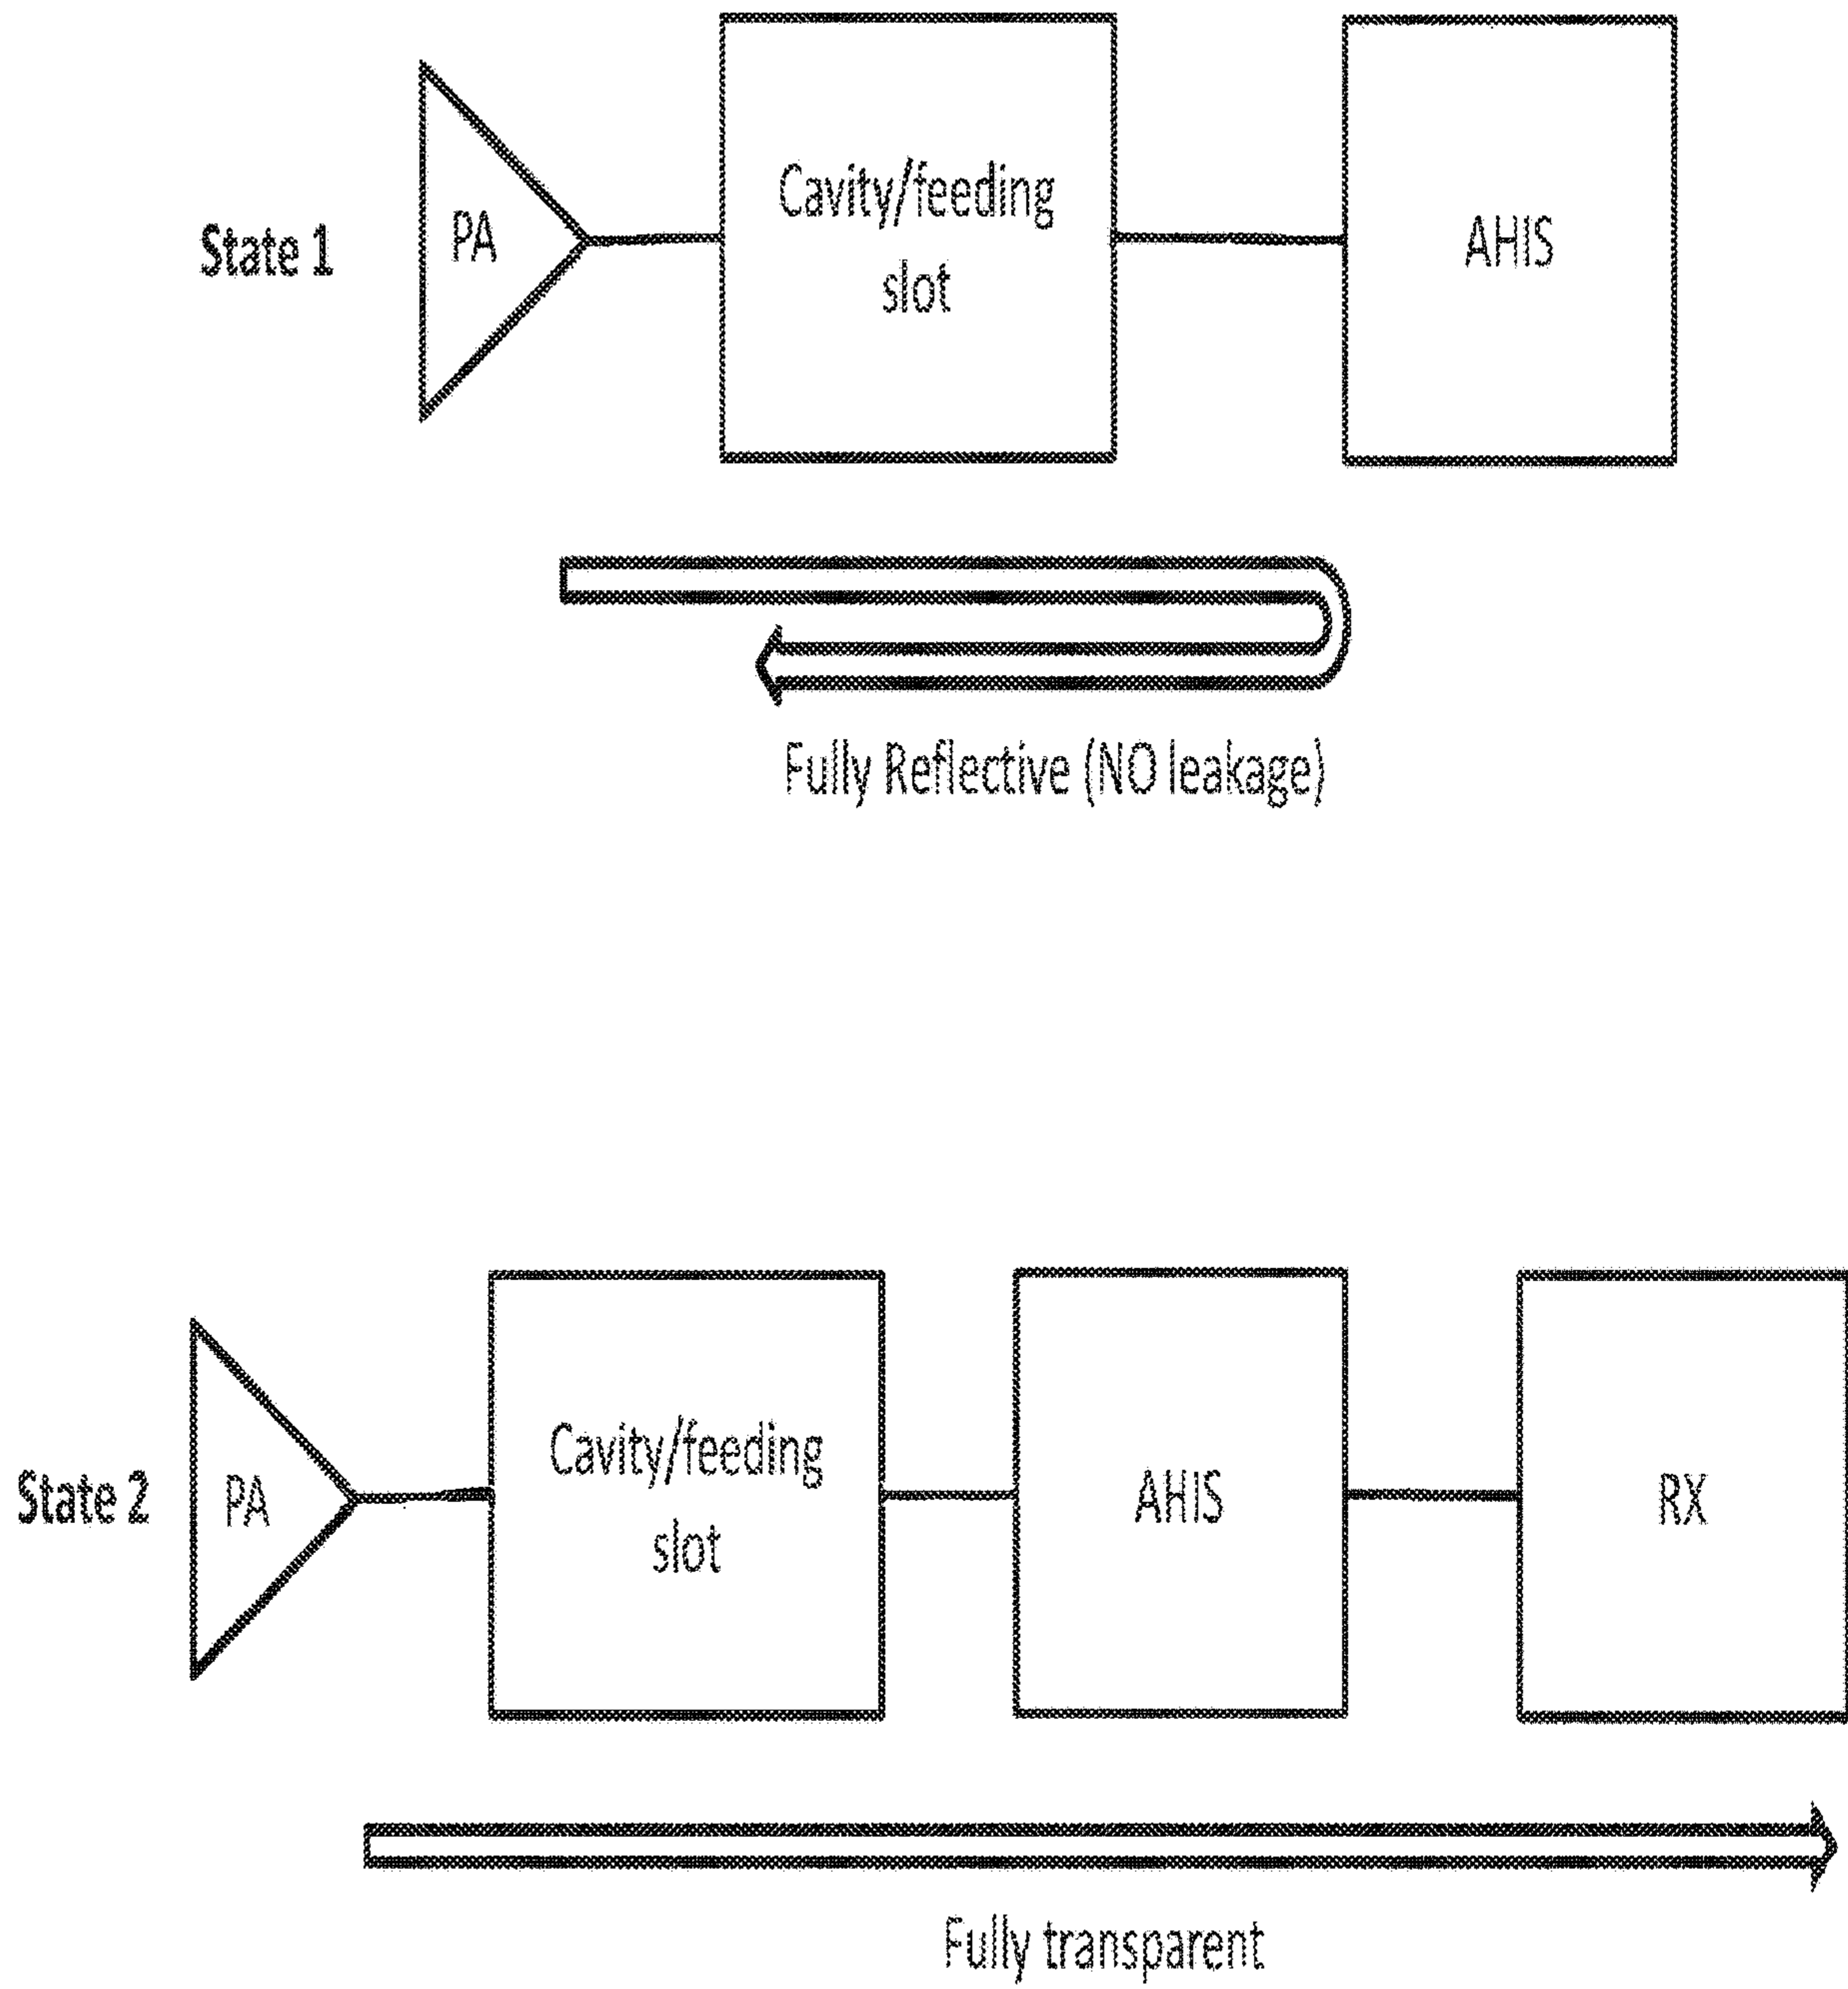 State 1
PA
Cavity/feeding
slot
AHIS
Fully Reflective (NO leakage)
State 2
PA
Cavity/feeding
slot
AHIS
RX
Fully transparent